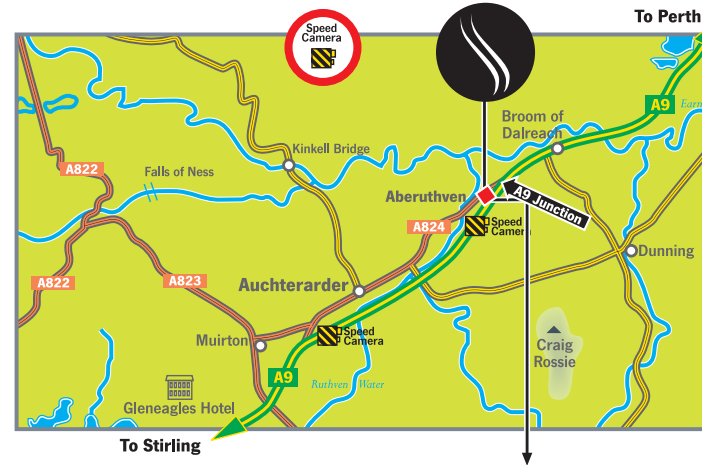 To Perth
Speed
Camera
A9
Earn
Broom of
Dalreach
Kinkell Bridge
A822
Falls of Ness
Aberuthven
A9 Junction
A824
Speed
Camera
Dunning
A822
A823
Auchterarder
Speed
Camera
Muirton
Craig
Rossie
A9
Ruthven Water
Gleneagles Hotel
To Stirling